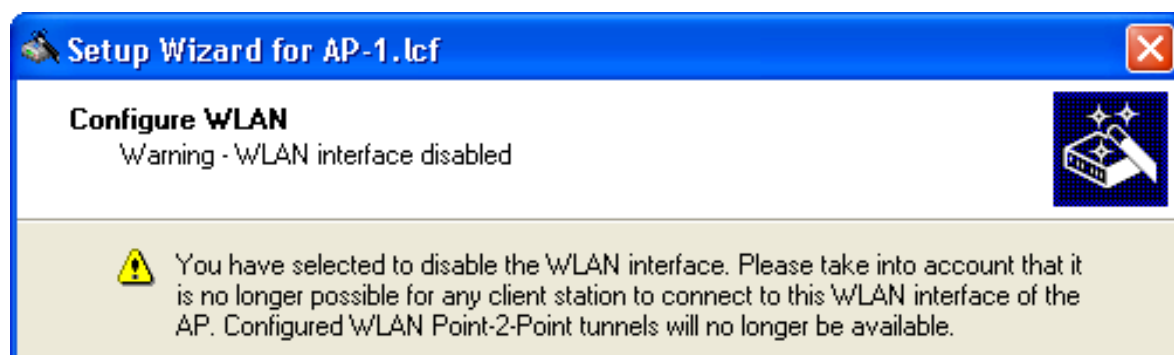 Setup Wizard for AP-1.lcf
Configure WLAN
Warning - WLAN interface disabled
You have selected to disable the WLAN interface. Please take into account that it
is no longer possible for any client station to connect to this WLAN interface of the
AP. Configured WLAN Point-2-Point tunnels will no longer be available.